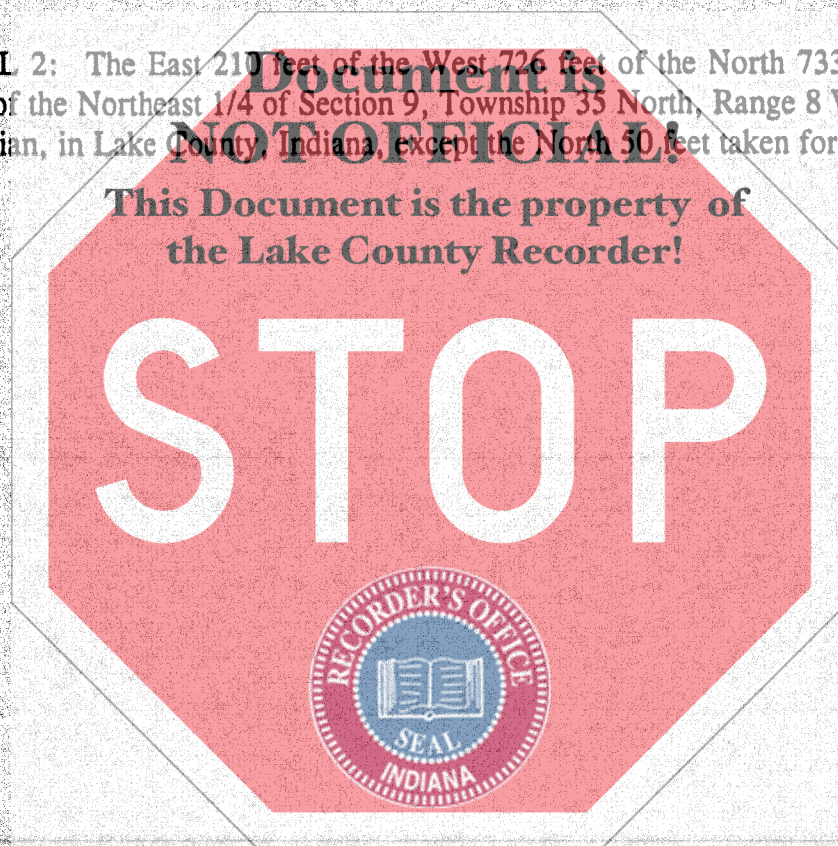 L 2: The East 210 feet of the West 726 feet of the North 733
Document is
of the Northeast 1/4 of Section 9, Township 35 North, Range 8
NOT OFFICIAL!
ian, in Lake County, Indiana, except the North 50 feet taken for
This Document is the property of
the Lake County Recorder!
STOP
RECORDER'S OFFICE
SEAL
INDIANA